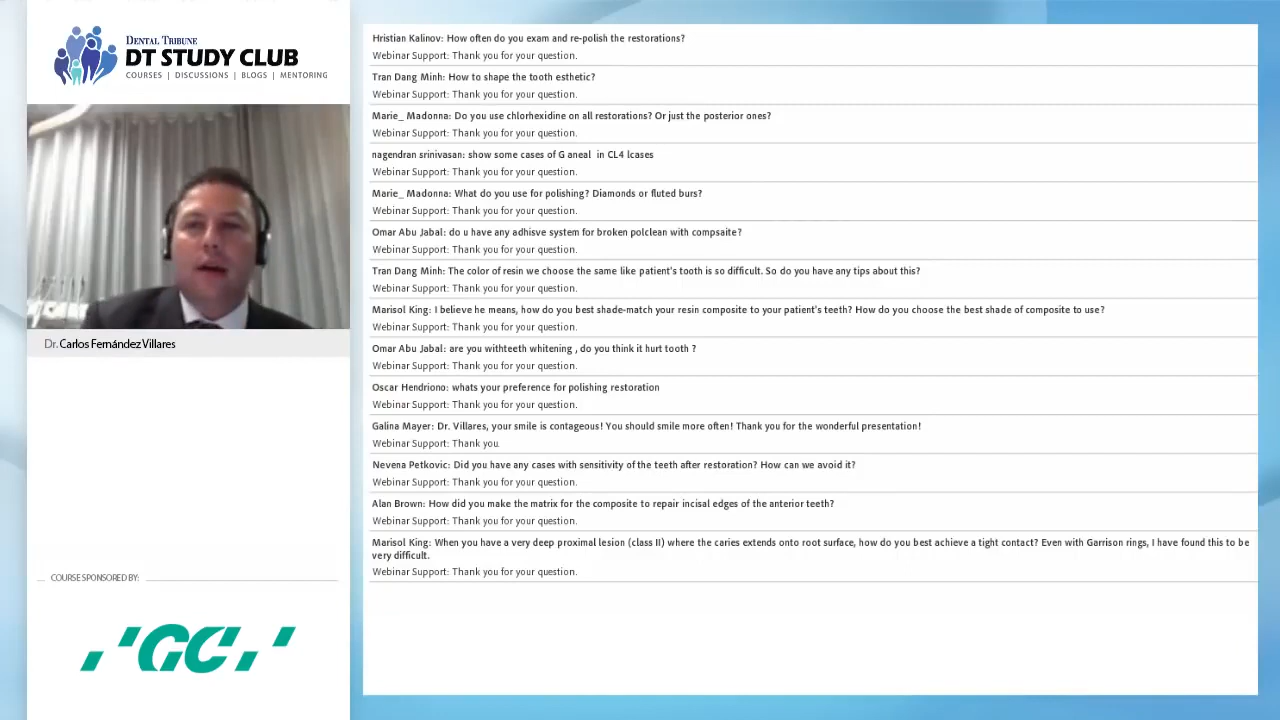 DENTAL TRIBUNE
DT STUDY CLUB
COURSES | DISCUSSIONS | BLOGS | MENTORING
Dr. Carlos Fernández Villares
COURSE SPONSORED BY:
GC
Hristian Kalinov: How often do you exam and re-polish the restorations?
Webinar Support: Thank you for your question.
Tran Dang Minh: How to shape the tooth esthetic?
Webinar Support: Thank you for your question.
Marie_ Madonna: Do you use chlorhexidine on all restorations? Or just the posterior ones?
Webinar Support: Thank you for your question.
nagendran srinivasan: show some cases of G aneal  in CL4 lcases
Webinar Support: Thank you for your question.
Marie_ Madonna: What do you use for polishing? Diamonds or fluted burs?
Webinar Support: Thank you for your question.
Omar Abu Jabal: do u have any adhisve system for broken polclean with compsaite?
Webinar Support: Thank you for your question.
Tran Dang Minh: The color of resin we choose the same like patient's tooth is so difficult. So do you have any tips about this?
Webinar Support: Thank you for your question.
Marisol King: I believe he means, how do you best shade-match your resin composite to your patient's teeth? How do you choose the best shade of composite to use?
Webinar Support: Thank you for your question.
Omar Abu Jabal: are you withteeth whitening , do you think it hurt tooth ?
Webinar Support: Thank you for your question.
Oscar Hendriono: whats your preference for polishing restoration
Webinar Support: Thank you for your question.
Galina Mayer: Dr. Villares, your smile is contageous! You should smile more often! Thank you for the wonderful presentation!
Webinar Support: Thank you.
Nevena Petkovic: Did you have any cases with sensitivity of the teeth after restoration? How can we avoid it?
Webinar Support: Thank you for your question.
Alan Brown: How did you make the matrix for the composite to repair incisal edges of the anterior teeth?
Webinar Support: Thank you for your question.
Marisol King: When you have a very deep proximal lesion (class II) where the caries extends onto root surface, how do you best achieve a tight contact? Even with Garrison rings, I have found this to be
very difficult.
Webinar Support: Thank you for your question.